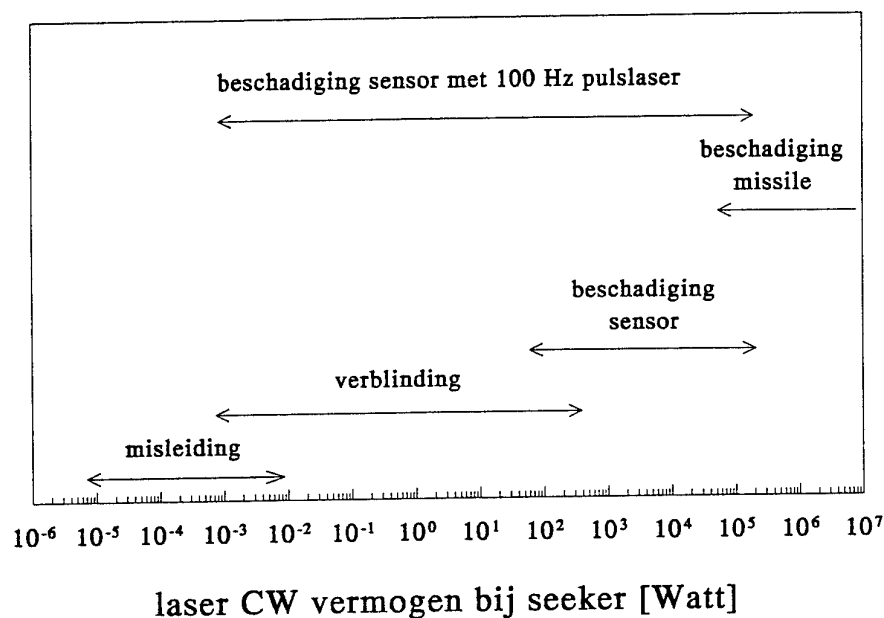 beschadiging sensor met 100 Hz pulslaser
beschadiging
missile
beschadiging
sensor
verblinding
misleiding
10⁻⁶ 10⁻⁵ 10⁻⁴ 10⁻³ 10⁻² 10⁻¹ 10⁰ 10¹ 10² 10³ 10⁴ 10⁵ 10⁶ 10⁷
laser CW vermogen bij seeker [Watt]